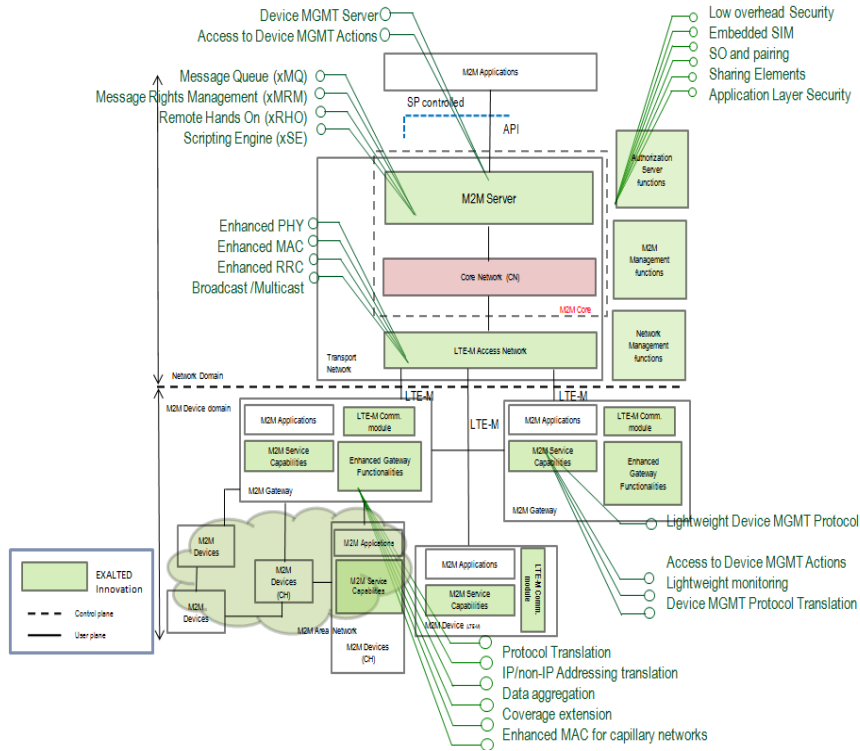 Device MGMT Server
Access to Device MGMT Actions
Low overhead Security
Embedded SIM
SO and pairing
Sharing Elements
Application Layer Security
M2M Applications
Message Queue (xMQ)
Message Rights Management (xMRM)
Remote Hands On (xRHO)
Scripting Engine (xSE)
SP controlled
API
Authorization
Server
functions
M2M Server
Enhanced PHY
Enhanced MAC
Enhanced RRC
Broadcast /Multicast
M2M
Management
functions
Core Network (CN)
M2M Core
LTE-M Access Network
Transport
Network
Network
Management
functions
Network Domain
M2M Device domain
LTE-M
LTE-M
LTE-M
M2M Applications
LTE-M Comm.
module
M2M Service
Capabilities
Enhanced Gateway
Functionalities
M2M Gateway
M2M Applications
LTE-M Comm.
module
M2M Service
Capabilities
Enhanced Gateway
Functionalities
M2M Gateway
Lightweight Device MGMT Protocol
Access to Device MGMT Actions
Lightweight monitoring
Device MGMT Protocol Translation
M2M
Devices
M2M
Devices
M2M
Devices
(CH)
M2M Applications
M2M Service
Capabilities
M2M Area Network
M2M Devices
(CH)
M2M Applications
M2M Service
Capabilities
LTE-M Comm.
module
M2M Device (LTE-M)
EXALTED
Innovation
Control plane
User plane
Protocol Translation
IP/non-IP Addressing translation
Data aggregation
Coverage extension
Enhanced MAC for capillary networks